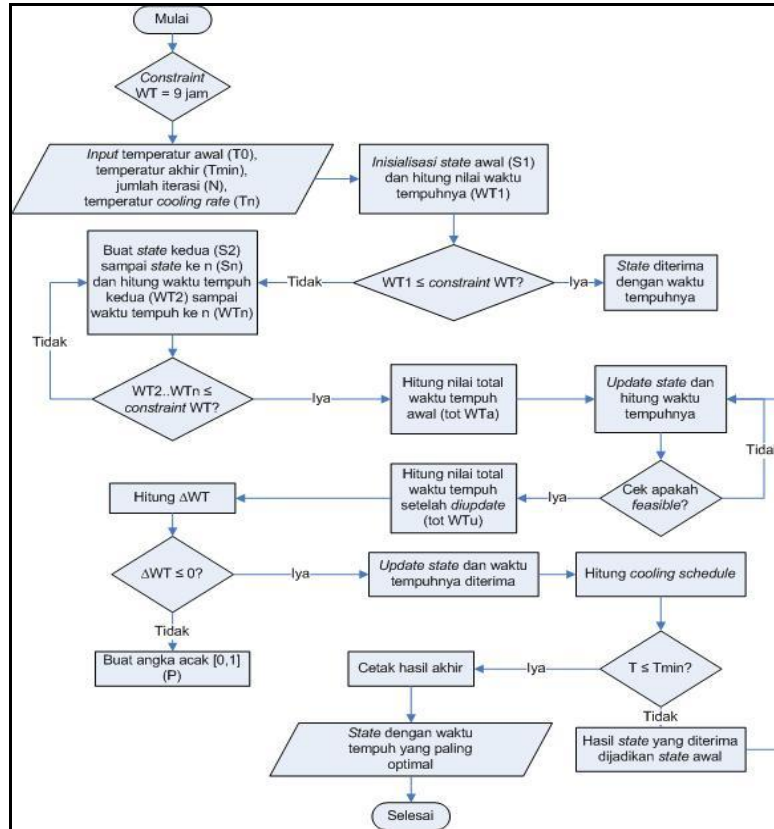 Mulai
Constraint
WT = 9 jam
Input temperatur awal (T0),
temperatur akhir (Tmin),
jumlah iterasi (N),
temperatur cooling rate (Tn)
Inisialisasi state awal (S1)
dan hitung nilai waktu
tempuhnya (WT1)
WT1 ≤ constraint WT?
Iya
State diterima
dengan waktu
tempuhnya
Tidak
Buat state kedua (S2)
sampai state ke n (Sn)
dan hitung waktu tempuh
kedua (WT2) sampai
waktu tempuh ke n (WTn)
Tidak
WT2..WTn ≤
constraint WT?
Iya
Hitung nilai total
waktu tempuh
awal (tot WTa)
Update state dan
hitung waktu
tempuhnya
Tidak
Cek apakah
feasible?
Iya
Hitung nilai total
waktu tempuh
setelah diupdate
(tot WTu)
Hitung ΔWT
ΔWT ≤ 0?
Iya
Update state dan waktu
tempuhnya diterima
Hitung cooling schedule
Tidak
Buat angka acak [0,1]
(P)
T ≤ Tmin?
Iya
Cetak hasil akhir
Tidak
Hasil state yang diterima
dijadikan state awal
State dengan waktu
tempuh yang paling
optimal
Selesai